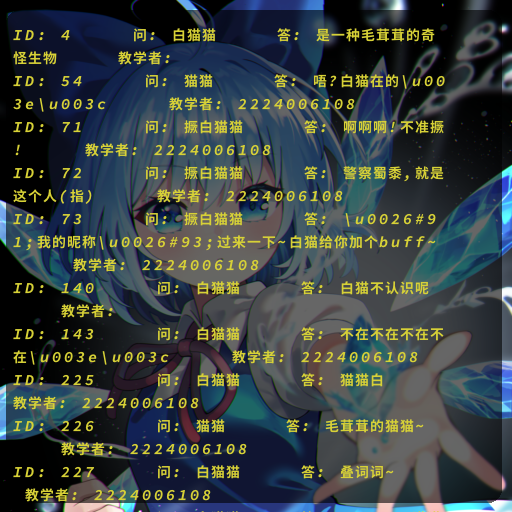 ID: 4 问: 白猫猫 答: 是一种毛茸茸的奇
怪生物 教学者:
ID: 54 问: 猫猫 答: 唔?白猫在的\u00
3e\u003c 教学者: 2224006108
ID: 71 问: 振白猫猫 答: 啊啊啊!不准振
! 教学者: 2224006108
ID: 72 问: 振白猫猫 答: 警察蜀黍,就是
这个人(指) 教学者: 2224006108
ID: 73 问: 振白猫猫 答: \u0026#9
1;我的昵称\u0026#93;过来一下~白猫给你加个buff~
教学者: 2224006108
ID: 140 问: 白猫猫 答: 白猫不认识呢
教学者:
ID: 143 问: 白猫猫 答: 不在不在不在不
在\u003e\u003c 教学者: 2224006108
ID: 225 问: 白猫猫 答: 猫猫白
教学者: 2224006108
ID: 226 问: 猫猫 答: 毛茸茸的猫猫~
教学者: 2224006108
ID: 227 问: 白猫猫 答: 叠词词~
教学者: 2224006108